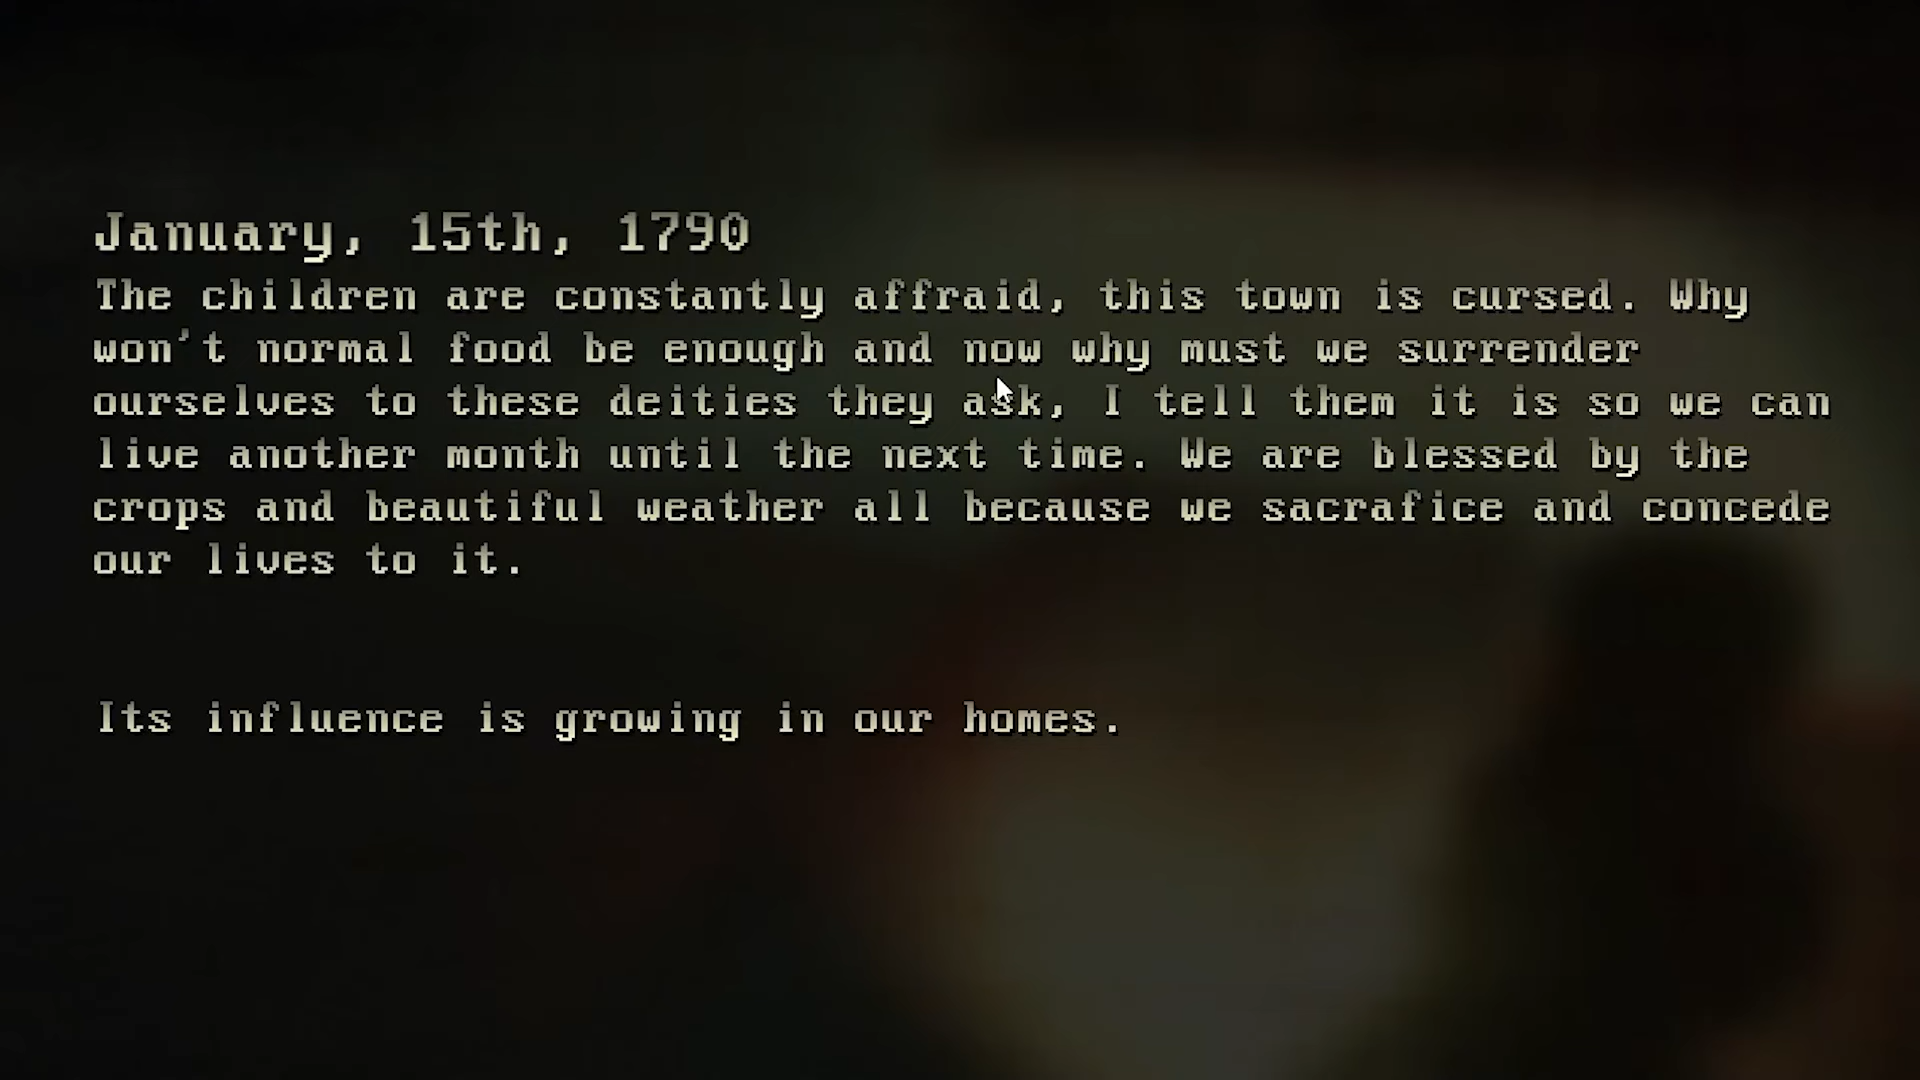 January, 15th, 1790
The children are constantly affraid, this town is cursed. Why
won't normal food be enough and now why must we surrender
ourselves to these deities they ask, I tell them it is so we can
live another month until the next time. We are blessed by the
crops and beautiful weather all because we sacrafice and concede
our lives to it.
Its influence is growing in our homes.